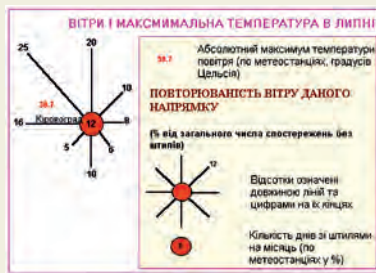 ВІТРИ І МАКСМИМАЛЬНА ТЕМПЕРАТУРА В ЛИПНІ
20
25
10
38.7
16
Кіровоград
12
8
5
6
10
38.7
Абсолютний максимум температури
повітря (по метеостанціях, градусів
Цельсія)
ПОВТОРЮВАНІСТЬ ВІТРУ ДАНОГО
НАПРЯМКУ
(% від загального числа спостережень без
штилів)
12
Відсотки означені
довжиною ліній та
цифрами на їх кінцях
Кількість днів зі штилями
на місяць (по
метеостанціях у %)